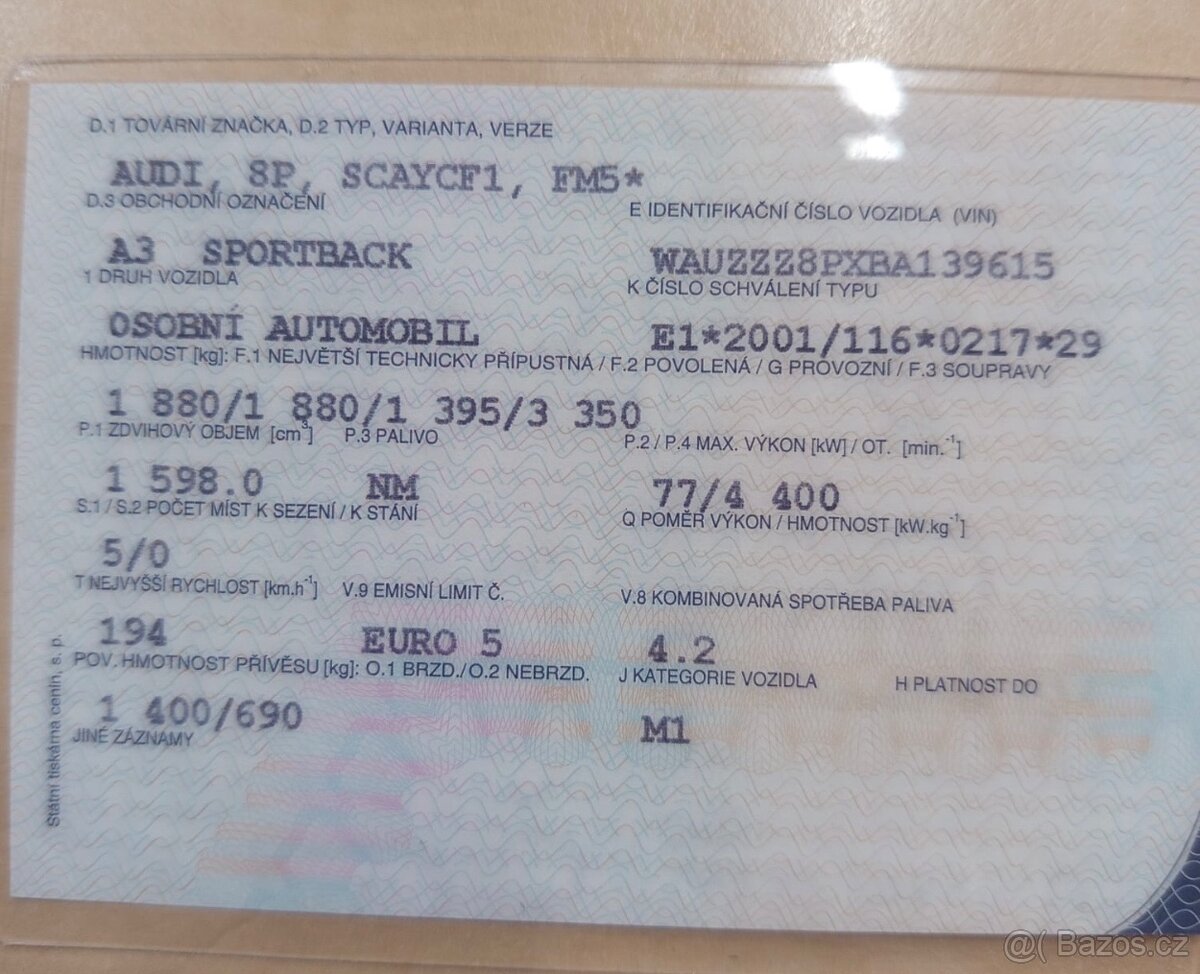 D.1 TOVÁRNÍ ZNAČKA, D.2 TYP, VARIANTA, VERZE
AUDI, 8P, SCAYCF1, FM5*
D.3 OBCHODNÍ OZNAČENÍ
E IDENTIFIKAČNÍ ČÍSLO VOZIDLA (VIN)
A3 SPORTBACK
WAUZZZ8PXBA139615
1 DRUH VOZIDLA
K ČÍSLO SCHVÁLENÍ TYPU
OSOBNÍ AUTOMOBIL
E1*2001/116*0217*29
HMOTNOST [kg]: F.1 NEJVĚTŠÍ TECHNICKY PŘÍPUSTNÁ / F.2 POVOLENÁ / G PROVOZNÍ / F.3 SOUPRAVY
1 880/1 880/1 395/3 350
P.1 ZDVIHOVÝ OBJEM [cm³] P.3 PALIVO
P.2 / P.4 MAX. VÝKON [kW] / OT. [min.⁻¹]
1 598.0 NM
77/4 400
S.1 / S.2 POČET MÍST K SEZENÍ / K STÁNÍ
Q POMĚR VÝKON / HMOTNOST [kW.kg⁻¹]
5/0
T NEJVYŠŠÍ RYCHLOST [km.h⁻¹] V.9 EMISNÍ LIMIT Č.
V.8 KOMBINOVANÁ SPOTŘEBA PALIVA
194 EURO 5
4.2
POV. HMOTNOST PŘÍVĚSU [kg]: O.1 BRZD./ O.2 NEBRZD.
J KATEGORIE VOZIDLA H PLATNOST DO
1 400/690
M1
JINÉ ZÁZNAMY
Státní tiskárna cenin, s. p.
@( Bazos.cz